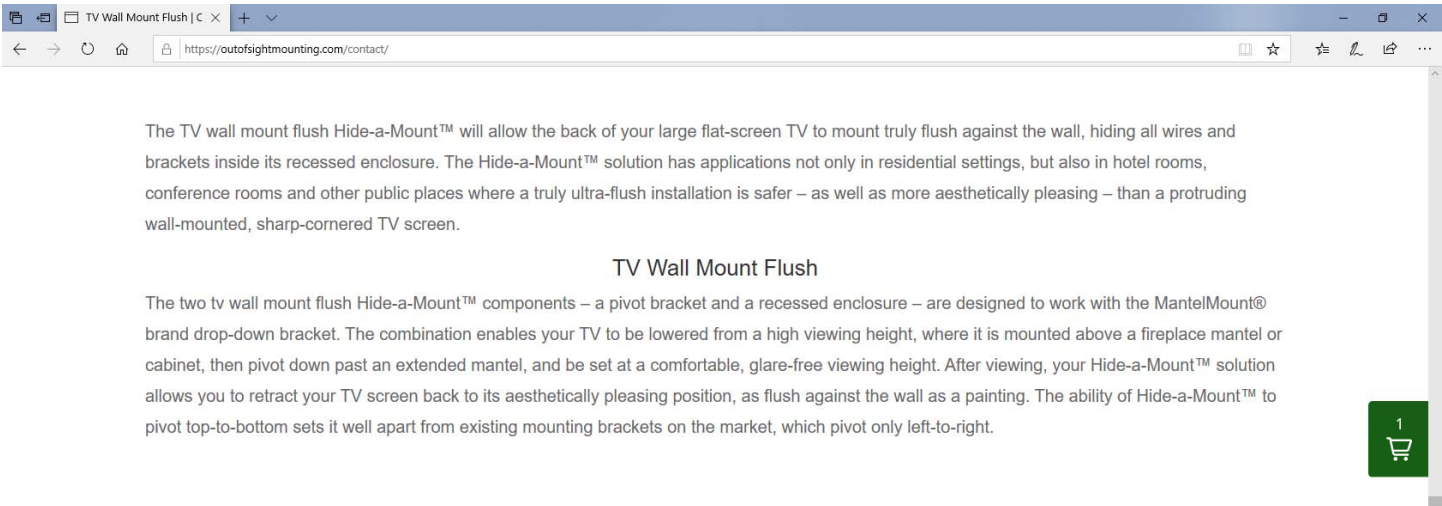 TV Wall Mount Flush | C
https://outofsightmounting.com/contact/
The TV wall mount flush Hide-a-Mount™ will allow the back of your large flat-screen TV to mount truly flush against the wall, hiding all wires and
brackets inside its recessed enclosure. The Hide-a-Mount™ solution has applications not only in residential settings, but also in hotel rooms,
conference rooms and other public places where a truly ultra-flush installation is safer – as well as more aesthetically pleasing – than a protruding
wall-mounted, sharp-cornered TV screen.
TV Wall Mount Flush
The two tv wall mount flush Hide-a-Mount™ components – a pivot bracket and a recessed enclosure – are designed to work with the MantelMount®
brand drop-down bracket. The combination enables your TV to be lowered from a high viewing height, where it is mounted above a fireplace mantel or
cabinet, then pivot down past an extended mantel, and be set at a comfortable, glare-free viewing height. After viewing, your Hide-a-Mount™ solution
allows you to retract your TV screen back to its aesthetically pleasing position, as flush against the wall as a painting. The ability of Hide-a-Mount™ to
pivot top-to-bottom sets it well apart from existing mounting brackets on the market, which pivot only left-to-right.
1